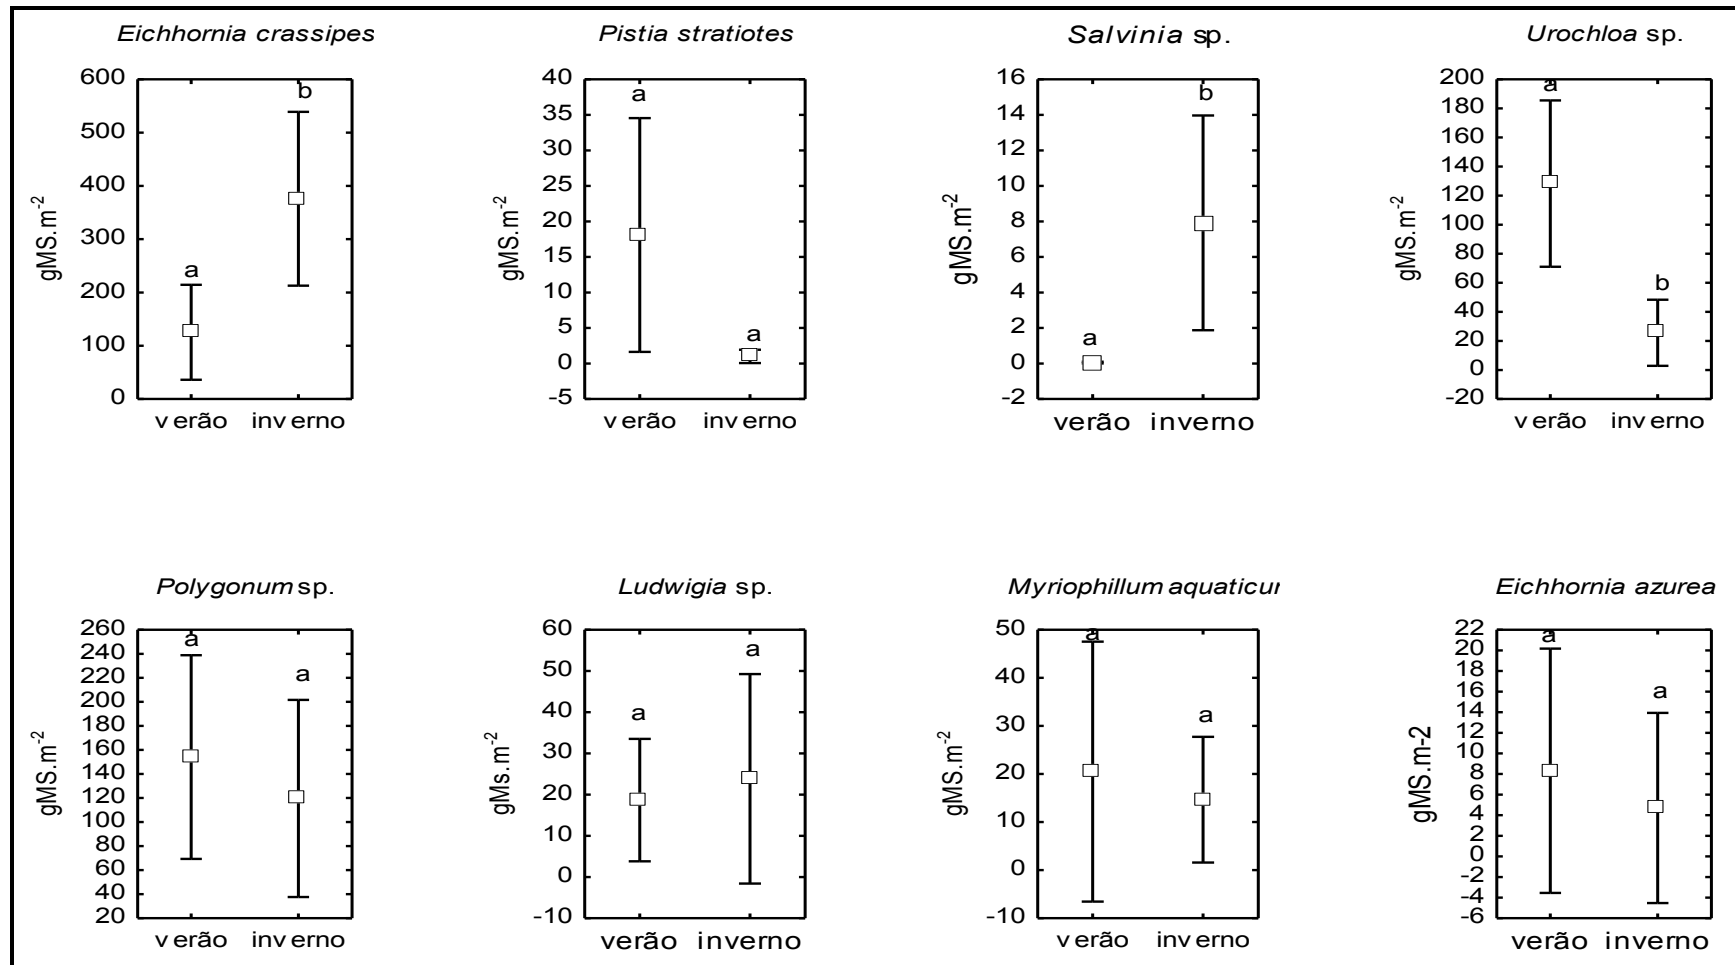 Eichhornia crassipes
600
500
400
300
200
100
0
gMS.m-2
a
b
verão inverno
Pistia stratiotes
40
35
30
25
20
15
10
5
0
-5
gMS.m-2
a
a
verão inverno
Salvinia sp.
16
14
12
10
8
6
4
2
0
-2
gMS.m-2
a
b
verão inverno
Urochloa sp.
200
180
160
140
120
100
80
60
40
20
0
-20
gMS.m-2
a
b
verão inverno
Polygonum sp.
260
240
220
200
180
160
140
120
100
80
60
40
20
gMS.m-2
a
a
verão inverno
Ludwigia sp.
60
50
40
30
20
10
0
-10
gMs.m-2
a
a
verão inverno
Myriophillum aquaticur
50
40
30
20
10
0
-10
gMS.m-2
a
a
verão inverno
Eichhornia azurea
22
20
18
16
14
12
10
8
6
4
2
0
-2
-4
-6
gMS.m-2
a
a
verão inverno